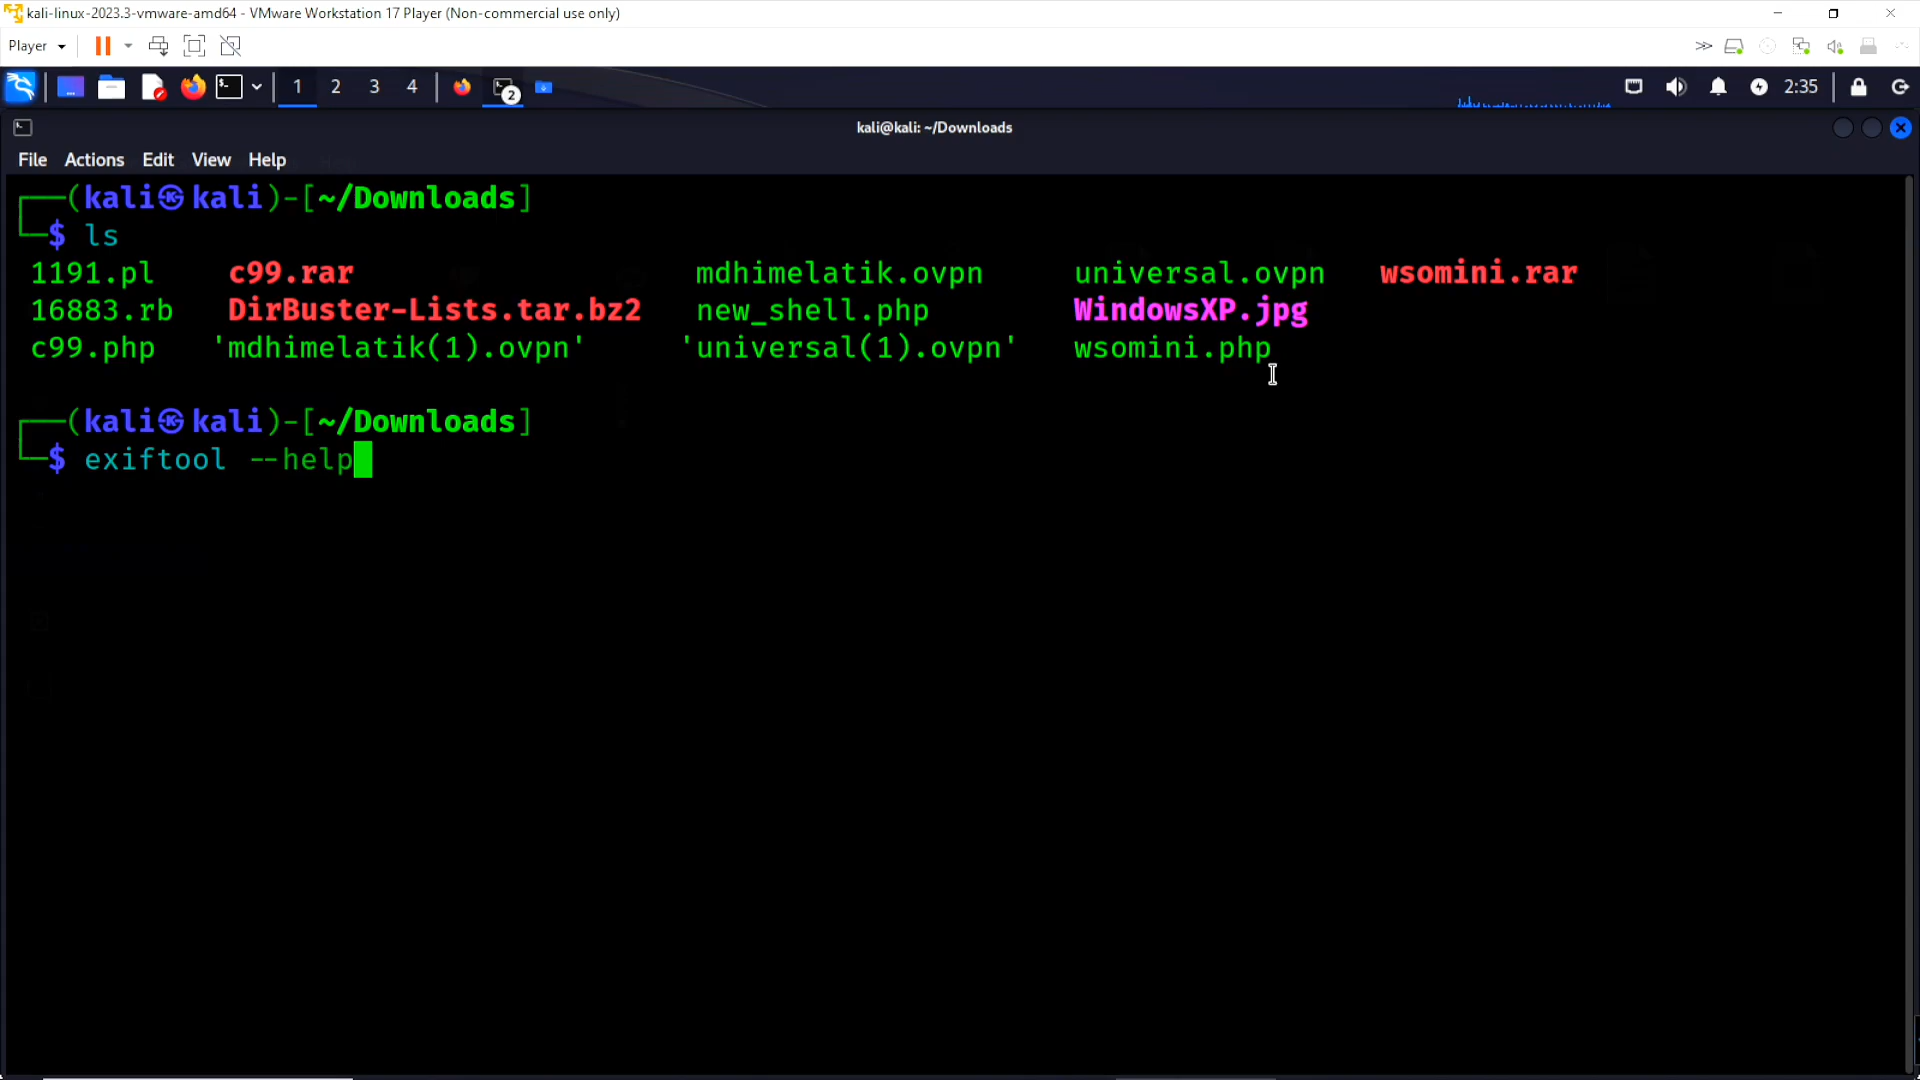 kali-linux-2023.3-vmware-amd64 - VMware Workstation 17 Player (Non-commercial use only)
Player
1 2 3 4 2 2:35
kali@kali: ~/Downloads
File Actions Edit View Help
┌──(kali㉿kali)-[~/Downloads]
└─$ ls
1191.pl c99.rar mdhimelatik.ovpn universal.ovpn wsomini.rar
16883.rb DirBuster-Lists.tar.bz2 new_shell.php WindowsXP.jpg
c99.php 'mdhimelatik(1).ovpn' 'universal(1).ovpn' wsomini.php
┌──(kali㉿kali)-[~/Downloads]
└─$ exiftool --help